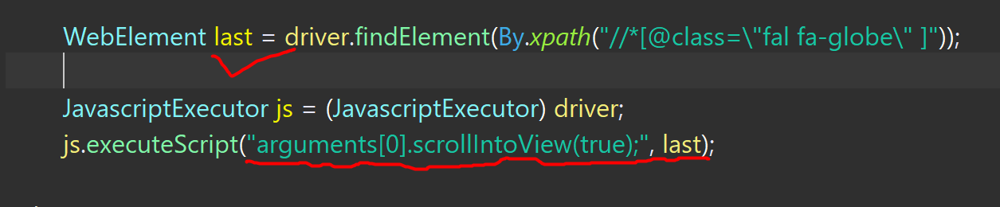 WebElement last = driver.findElement(By.xpath("//*[@class=\"fal fa-globe\" ]"));
JavascriptExecutor js = (JavascriptExecutor) driver;
js.executeScript("arguments[0].scrollIntoView(true);", last);